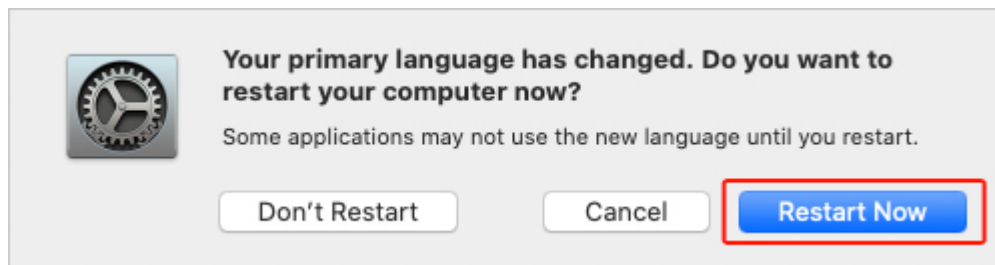 Your primary language has changed. Do you want to
restart your computer now?
Some applications may not use the new language until you restart.
Don't Restart
Cancel
Restart Now